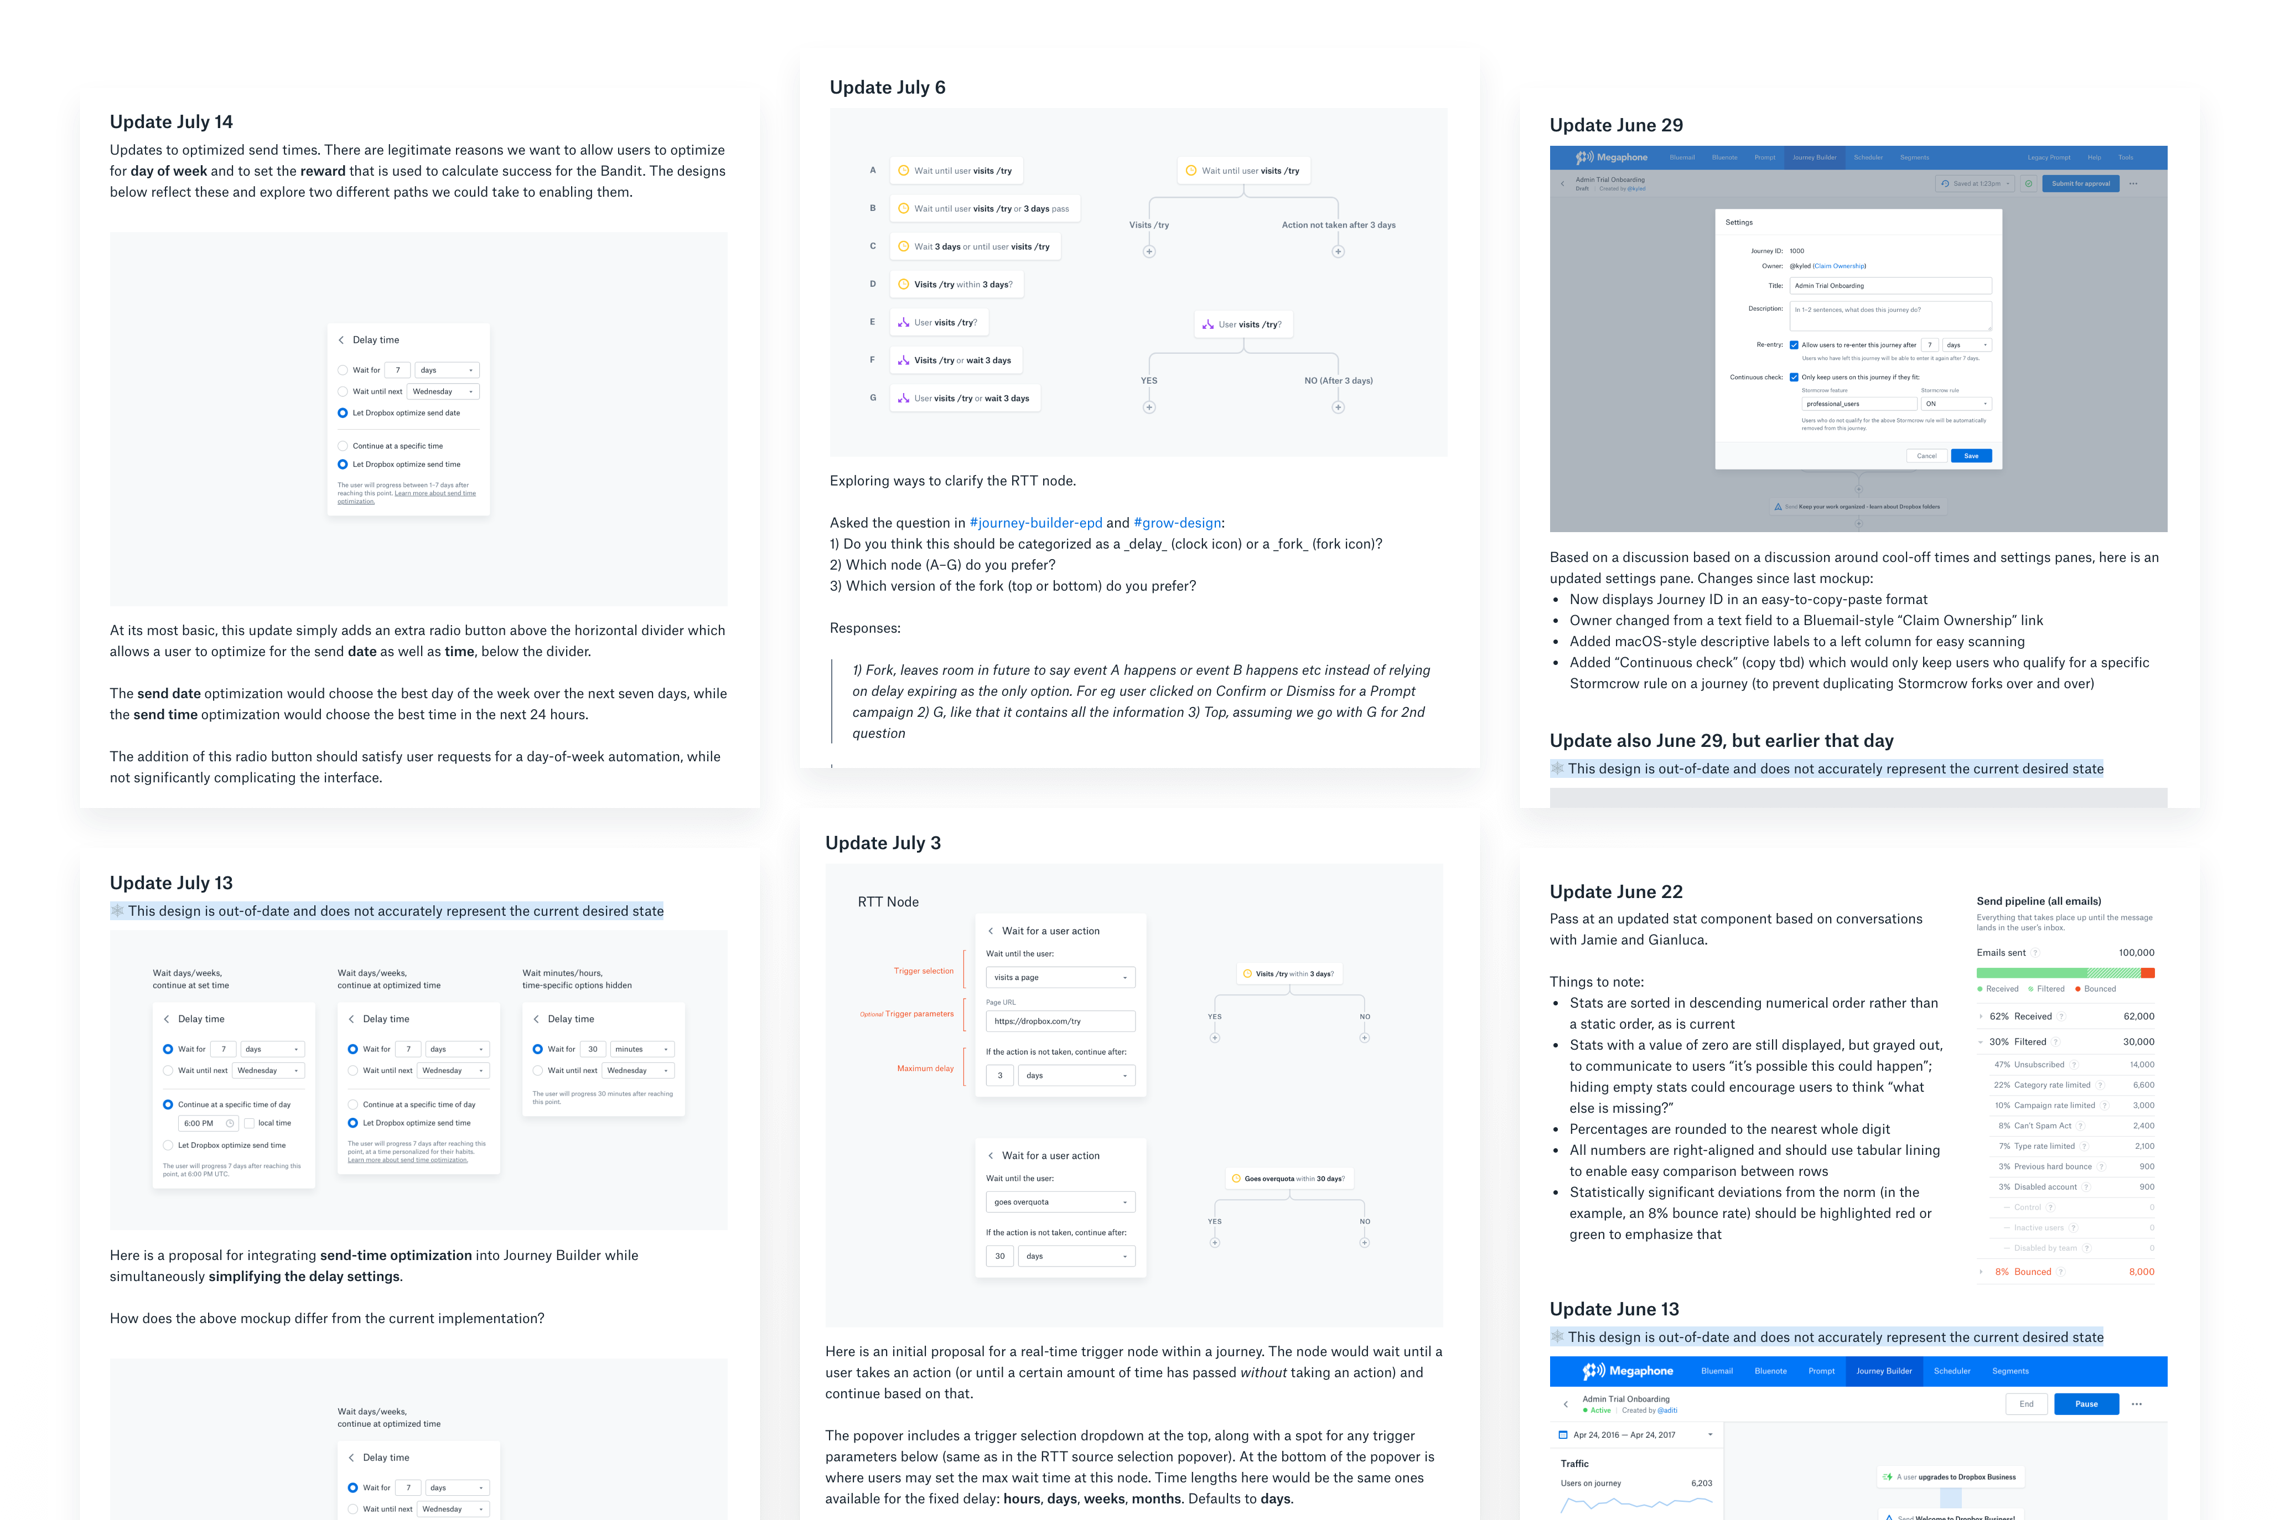 Update July 14
Updates to optimized send times. There are legitimate reasons we want to allow users to optimize
for day of week and to set the reward that is used to calculate success for the Bandit. The designs
below reflect these and explore two different paths we could take to enabling them.
Delay time
Wait for 7 days
Wait until next Wednesday
Let Dropbox optimize send date
Continue at a specific time
Let Dropbox optimize send time
The user will progress between 1–7 days after
reaching this point. Learn more about send time
optimization.
At its most basic, this update simply adds an extra radio button above the horizontal divider which
allows a user to optimize for the send date as well as time, below the divider.
The send date optimization would choose the best day of the week over the next seven days, while
the send time optimization would choose the best time in the next 24 hours.
The addition of this radio button should satisfy user requests for a day-of-week automation, while
not significantly complicating the interface.
Update July 13
This design is out-of-date and does not accurately represent the current desired state
Wait days/weeks,
continue at set time
Delay time
Wait for 7 days
Wait until next Wednesday
Continue at a specific time of day
6:00 PM local time
Let Dropbox optimize send time
The user will progress 7 days after reaching this
point, at 6:00 PM UTC.
Wait days/weeks,
continue at optimized time
Delay time
Wait for 7 days
Wait until next Wednesday
Continue at a specific time of day
Let Dropbox optimize send time
The user will progress 7 days after reaching this
point, at a time personalized for their habits.
Learn more about send time optimization.
Wait minutes/hours,
time-specific options hidden
Delay time
Wait for 30 minutes
Wait until next Wednesday
The user will progress 30 minutes after reaching
this point.
Here is a proposal for integrating send-time optimization into Journey Builder while
simultaneously simplifying the delay settings.
How does the above mockup differ from the current implementation?
Wait days/weeks,
continue at optimized time
Delay time
Wait for 7 days
Wait until next Wednesday
Update July 6
A Wait until user visits /try
B Wait until user visits /try or 3 days pass
C Wait 3 days or until user visits /try
D Visits /try within 3 days?
E User visits /try?
F Visits /try or wait 3 days
G User visits /try or wait 3 days
Wait until user visits /try
Visits /try Action not taken after 3 days
User visits /try?
YES NO (After 3 days)
Exploring ways to clarify the RTT node.
Asked the question in #journey-builder-epd and #grow-design:
1) Do you think this should be categorized as a _delay_ (clock icon) or a _fork_ (fork icon)?
2) Which node (A–G) do you prefer?
3) Which version of the fork (top or bottom) do you prefer?
Responses:
1) Fork, leaves room in future to say event A happens or event B happens etc instead of relying
on delay expiring as the only option. For eg user clicked on Confirm or Dismiss for a Prompt
campaign 2) G, like that it contains all the information 3) Top, assuming we go with G for 2nd
question
Update July 3
RTT Node
Trigger selection
Optional Trigger parameters
Maximum delay
Wait for a user action
Wait until the user:
visits a page
Page URL
https://dropbox.com/try
If the action is not taken, continue after:
3 days
Visits /try within 3 days?
YES NO
Wait for a user action
Wait until the user:
goes overquota
If the action is not taken, continue after:
30 days
Goes overquota within 30 days?
YES NO
Here is an initial proposal for a real-time trigger node within a journey. The node would wait until a
user takes an action (or until a certain amount of time has passed without taking an action) and
continue based on that.
The popover includes a trigger selection dropdown at the top, along with a spot for any trigger
parameters below (same as in the RTT source selection popover). At the bottom of the popover is
where users may set the max wait time at this node. Time lengths here would be the same ones
available for the fixed delay: hours, days, weeks, months. Defaults to days.
Update June 29
Megaphone Bluemail Bluenote Prompt Journey Builder Scheduler Segments Legacy Prompt Help Tools
Admin Trial Onboarding
Draft Created by @kyled
Saved at 1:23pm
Submit for approval
Settings
Journey ID: 1000
Owner: @kyled (Claim Ownership)
Title: Admin Trial Onboarding
Description: In 1–2 sentences, what does this journey do?
Re-entry: Allow users to re-enter this journey after 7 days
Users who have left this journey will be able to enter it again after 7 days.
Continuous check: Only keep users on this journey if they fit:
Stormcrow feature Stormcrow rule
professional_users ON
Users who do not qualify for the above Stormcrow rule will be automatically
removed from this journey.
Cancel Save
Send Keep your work organized - learn about Dropbox folders
Based on a discussion based on a discussion around cool-off times and settings panes, here is an
updated settings pane. Changes since last mockup:
• Now displays Journey ID in an easy-to-copy-paste format
• Owner changed from a text field to a Bluemail-style “Claim Ownership” link
• Added macOS-style descriptive labels to a left column for easy scanning
• Added “Continuous check” (copy tbd) which would only keep users who qualify for a specific
Stormcrow rule on a journey (to prevent duplicating Stormcrow forks over and over)
Update also June 29, but earlier that day
This design is out-of-date and does not accurately represent the current desired state
Update June 22
Pass at an updated stat component based on conversations
with Jamie and Gianluca.
Things to note:
• Stats are sorted in descending numerical order rather than
a static order, as is current
• Stats with a value of zero are still displayed, but grayed out,
to communicate to users “it’s possible this could happen”;
hiding empty stats could encourage users to think “what
else is missing?”
• Percentages are rounded to the nearest whole digit
• All numbers are right-aligned and should use tabular lining
to enable easy comparison between rows
• Statistically significant deviations from the norm (in the
example, an 8% bounce rate) should be highlighted red or
green to emphasize that
Send pipeline (all emails)
Everything that takes place up until the message
lands in the user’s inbox.
Emails sent ? 100,000
Received Filtered Bounced
62% Received ? 62,000
30% Filtered ? 30,000
47% Unsubscribed ? 14,000
22% Category rate limited ? 6,600
10% Campaign rate limited ? 3,000
8% Can’t Spam Act ? 2,400
7% Type rate limited ? 2,100
3% Previous hard bounce ? 900
3% Disabled account ? 900
— Control ? 0
— Inactive users ? 0
— Disabled by team ? 0
8% Bounced ? 8,000
Update June 13
This design is out-of-date and does not accurately represent the current desired state
Megaphone Bluemail Bluenote Prompt Journey Builder Scheduler Segments
Admin Trial Onboarding
Active Created by @aditi
End Pause
Apr 24, 2016 — Apr 24, 2017
Traffic
Users on journey 6,203
A user upgrades to Dropbox Business
Send Welcome to Dropbox Business!